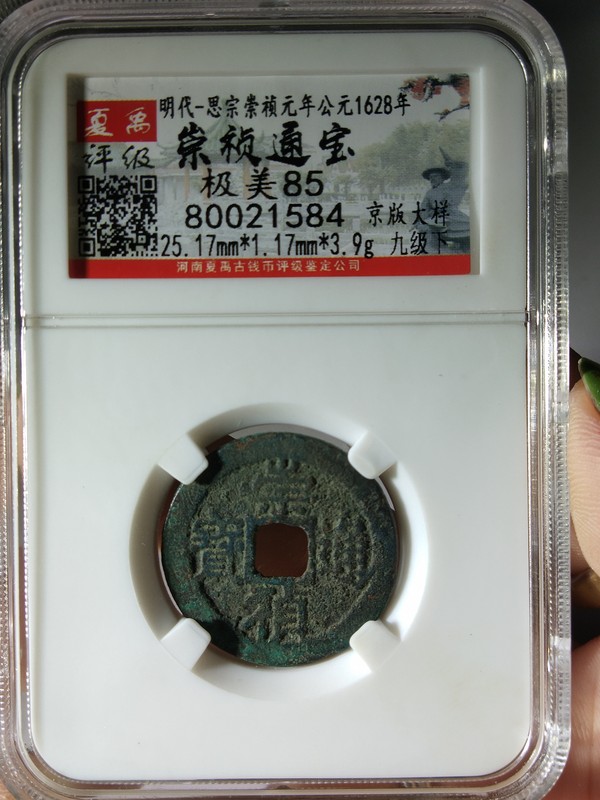 明代-思宗崇祯元年公元1628年
夏禹
评级
崇祯通宝
极美85
80021584 京版大样
25.17mm*1.17mm*3.9g 九级下
河南夏禹古钱币评级鉴定公司
崇禎通寳